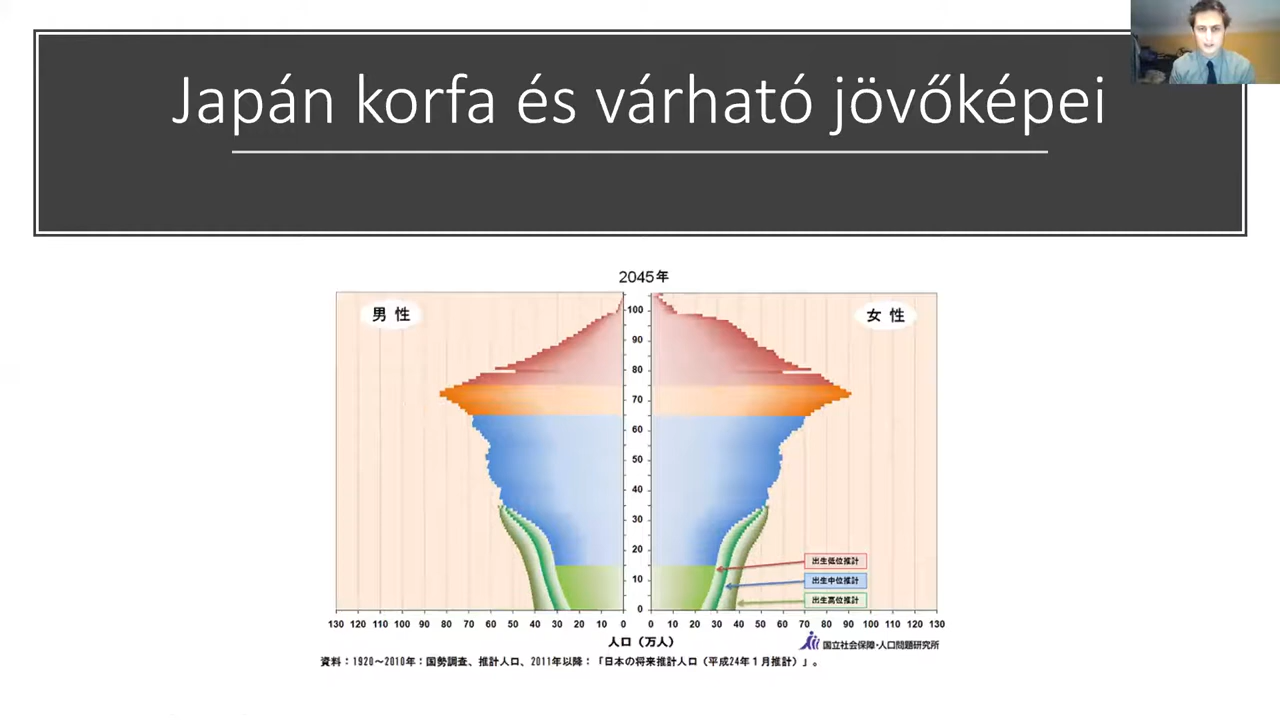 Japán korfa és várható jövőképei
2045年
男 性
女 性
100
90
80
70
60
50
40
30
20
10
0
出生低位推計
出生中位推計
出生高位推計
130 120 110 100 90 80 70 60 50 40 30 20 10 0
0 10 20 30 40 50 60 70 80 90 100 110 120 130
人口（万人）
国立社会保障・人口問題研究所
資料：1920～2010年：国勢調査、推計人口、2011年以降：「日本の将来推計人口（平成24年１月推計）」。